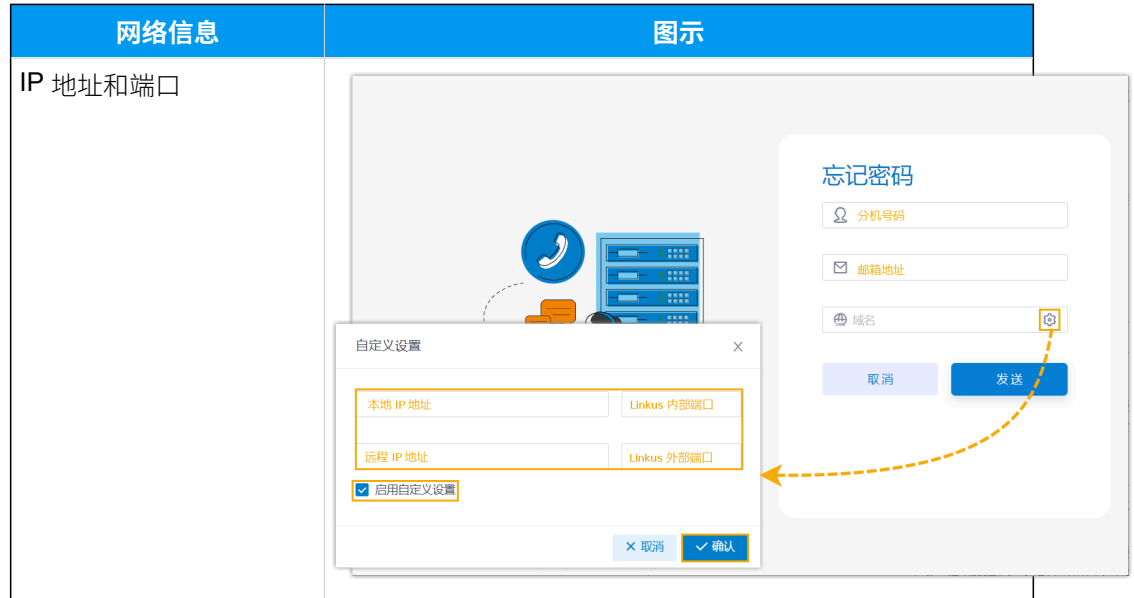 网络信息
图示
IP 地址和端口
忘记密码
分机号码
邮箱地址
域名
取消
发送
自定义设置
X
本地 IP 地址
Linkus 内部端口
远程 IP 地址
Linkus 外部端口
启用自定义设置
取消
确认